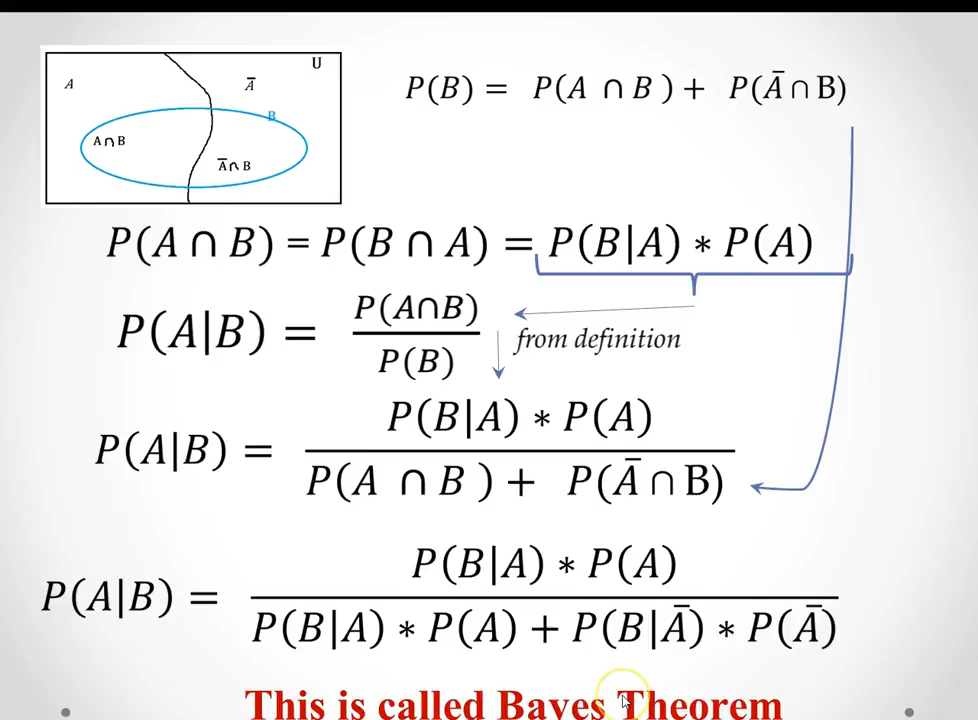 U
A
Ā
B
A∩B
Ā∩B
P(B) = P(A ∩ B) + P(Ā ∩ B)
P(A ∩ B) = P(B ∩ A) = P(B|A) ∗ P(A)
P(A|B) = P(A∩B) / P(B)
from definition
P(A|B) = P(B|A) ∗ P(A) / P(A ∩ B) + P(Ā ∩ B)
P(A|B) = P(B|A) ∗ P(A) / P(B|A) ∗ P(A) + P(B|Ā) ∗ P(Ā)
This is called Bayes Theorem